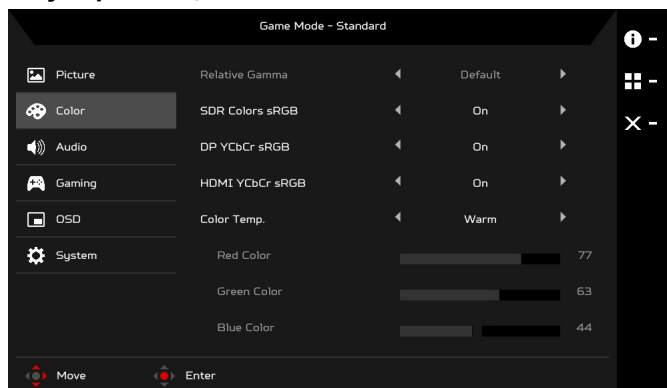 Game Mode - Standard
Picture
Relative Gamma Default
Color
SDR Colors sRGB On
Audio
DP YCbCr sRGB On
Gaming
HDMI YCbCr sRGB On
OSD
Color Temp. Warm
System
Red Color 77
Green Color 63
Blue Color 44
Move Enter